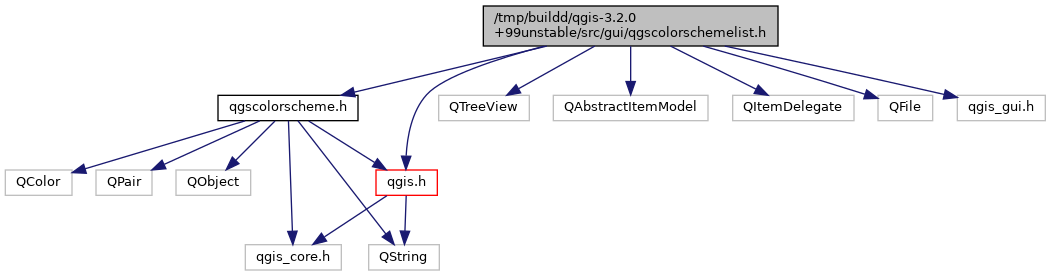 /tmp/buildd/qgis-3.2.0
+99unstable/src/gui/qgscolorschemelist.h
qgscolorscheme.h
QTreeView
QAbstractItemModel
QItemDelegate
QFile
qgis_gui.h
QColor
QPair
QObject
qgis.h
qgis_core.h
QString